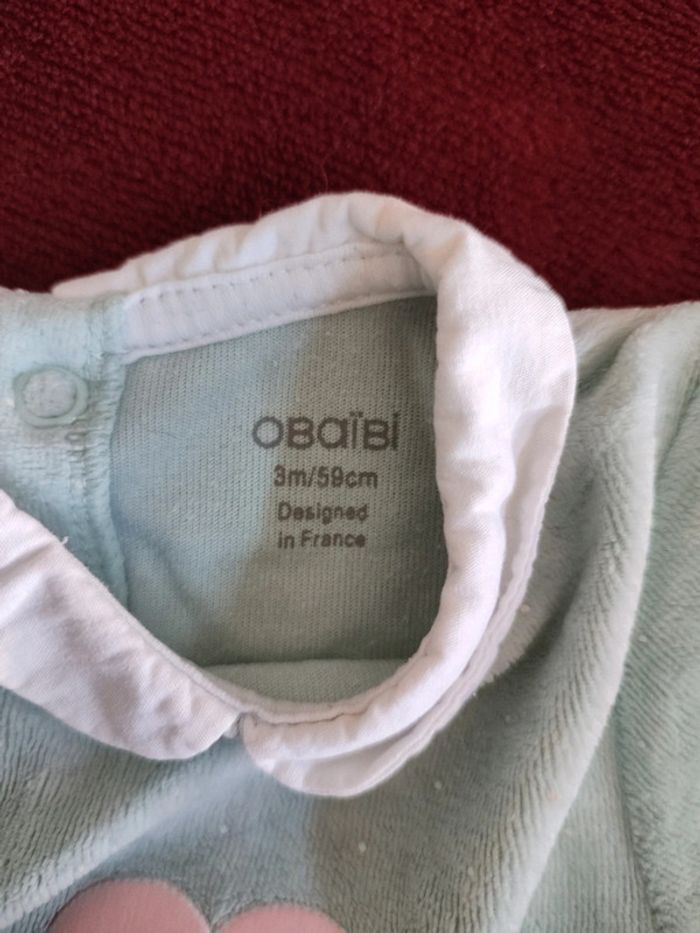 OBaïBi
3m/59cm
Designed
in France